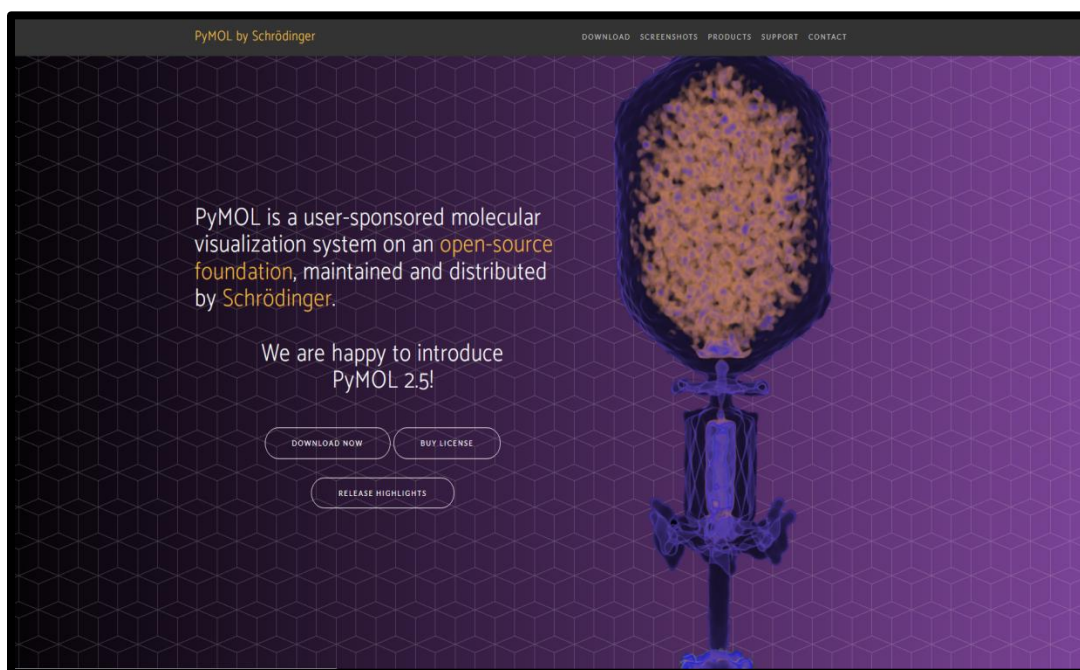 PyMOL by Schrödinger
DOWNLOAD SCREENSHOTS PRODUCTS SUPPORT CONTACT
PyMOL is a user-sponsored molecular
visualization system on an open-source
foundation, maintained and distributed
by Schrödinger.
We are happy to introduce
PyMOL 2.5!
DOWNLOAD NOW
BUY LICENSE
RELEASE HIGHLIGHTS